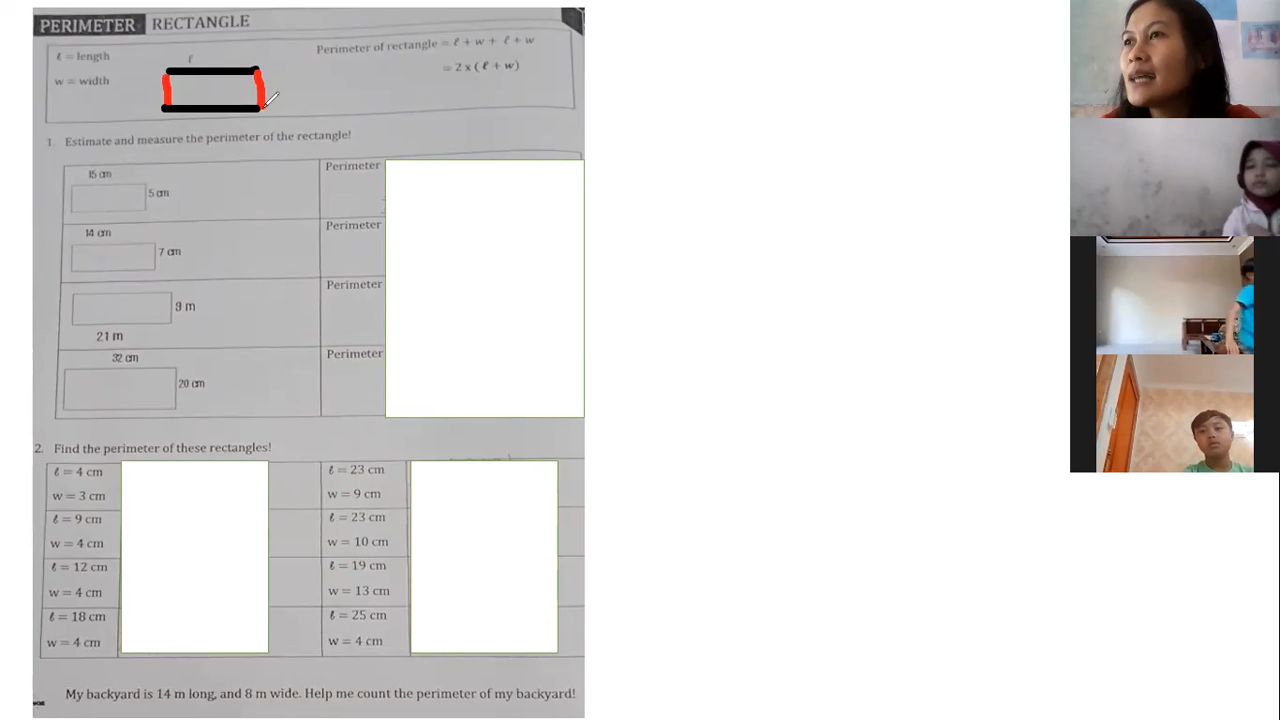 PERIMETER RECTANGLE
ℓ = length
ℓ
Perimeter of rectangle = ℓ + w + ℓ + w
w = width
= 2 x ( ℓ + w)
1. Estimate and measure the perimeter of the rectangle!
15 cm
5 cm
Perimeter
14 cm
7 cm
Perimeter
9 m
21 m
Perimeter
32 cm
20 cm
Perimeter
2. Find the perimeter of these rectangles!
ℓ = 4 cm
w = 3 cm
ℓ = 23 cm
w = 9 cm
ℓ = 9 cm
w = 4 cm
ℓ = 23 cm
w = 10 cm
ℓ = 12 cm
w = 4 cm
ℓ = 19 cm
w = 13 cm
ℓ = 18 cm
w = 4 cm
ℓ = 25 cm
w = 4 cm
My backyard is 14 m long, and 8 m wide. Help me count the perimeter of my backyard!